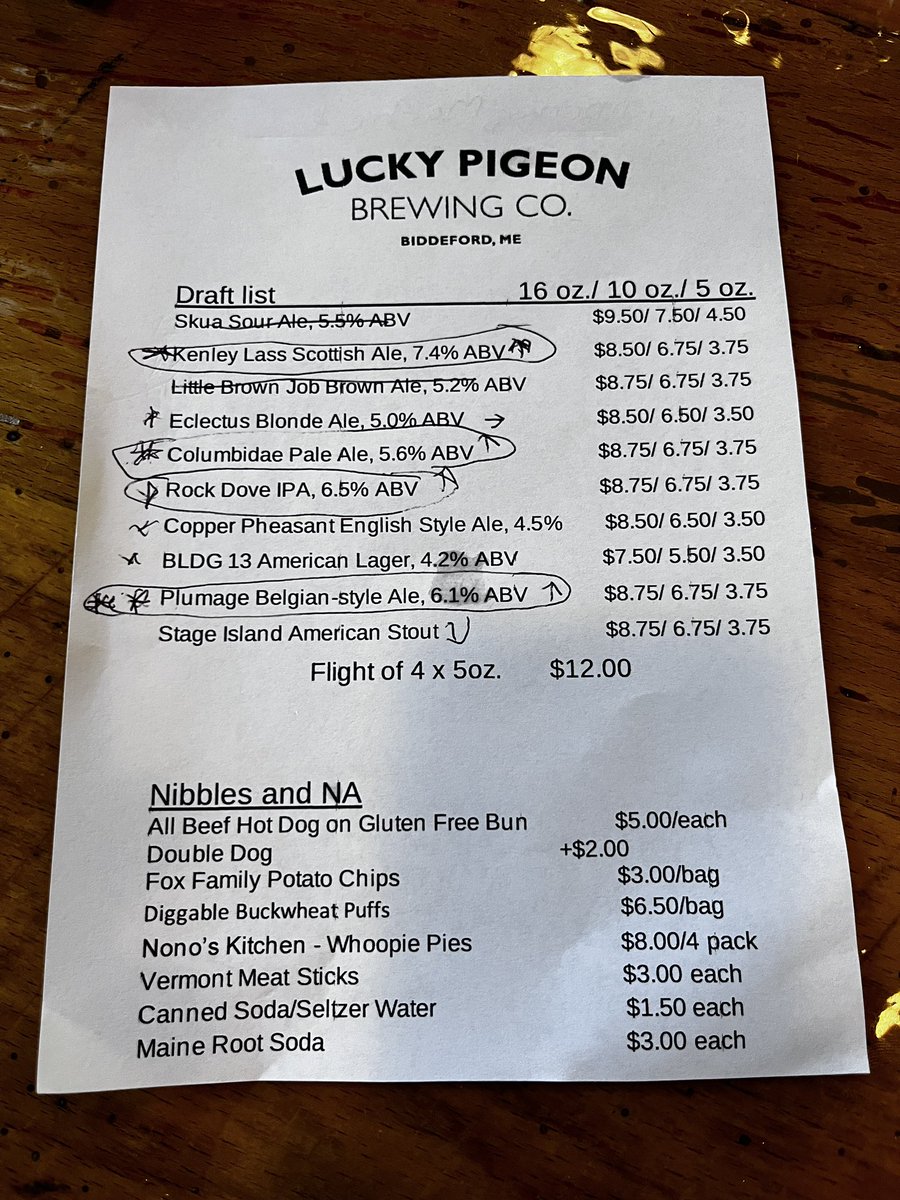 LUCKY PIGEON
BREWING CO.
BIDDEFORD, ME
Draft list 16 oz./ 10 oz./ 5 oz.
Skua Sour Ale, 5.5% ABV $9.50/ 7.50/ 4.50
Kenley Lass Scottish Ale, 7.4% ABV $8.50/ 6.75/ 3.75
Little Brown Job Brown Ale, 5.2% ABV $8.75/ 6.75/ 3.75
Eclectus Blonde Ale, 5.0% ABV → $8.50/ 6.50/ 3.50
Columbidae Pale Ale, 5.6% ABV ↑ $8.75/ 6.75/ 3.75
Rock Dove IPA, 6.5% ABV ↑ $8.75/ 6.75/ 3.75
Copper Pheasant English Style Ale, 4.5% $8.50/ 6.50/ 3.50
BLDG 13 American Lager, 4.2% ABV $7.50/ 5.50/ 3.50
Plumage Belgian-style Ale, 6.1% ABV ↑ $8.75/ 6.75/ 3.75
Stage Island American Stout $8.75/ 6.75/ 3.75
Flight of 4 x 5oz. $12.00
Nibbles and NA
All Beef Hot Dog on Gluten Free Bun $5.00/each
Double Dog +$2.00
Fox Family Potato Chips $3.00/bag
Diggable Buckwheat Puffs $6.50/bag
Nono's Kitchen - Whoopie Pies $8.00/4 pack
Vermont Meat Sticks $3.00 each
Canned Soda/Seltzer Water $1.50 each
Maine Root Soda $3.00 each